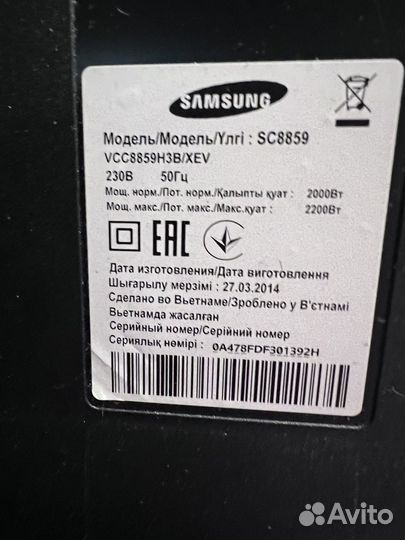 SAMSUNG
Модель/Модель/Үлгі : SC8859
VCC8859H3B/XEV
230В 50Гц
Мощ. норм./Пот. норм./Қалыпты қуат : 2000Вт
Мощ. макс./Пот. макс./Макс.қуат : 2200Вт
EAC
Дата изготовления/Дата виготовлення
Шығарылу мерзімі : 27.03.2014
Сделано во Вьетнаме/Зроблено у В'єтнамі
Вьетнамда жасалған
Серийный номер/Серійний номер
Сериялық нөмірі : 0A478FDF301392H
Avito